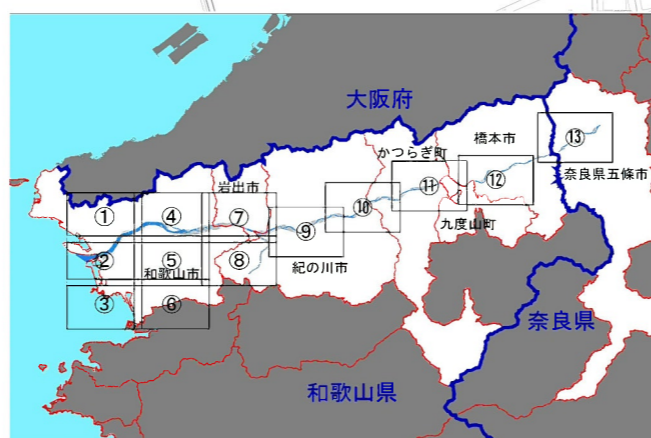 大阪府
橋本市
⑬
かつらぎ町
奈良県五條市
岩出市
⑪
⑫
①
④
⑦
⑩
⑨
九度山町
②
⑤
⑧
和歌山市
紀の川市
③
⑥
奈良県
和歌山県